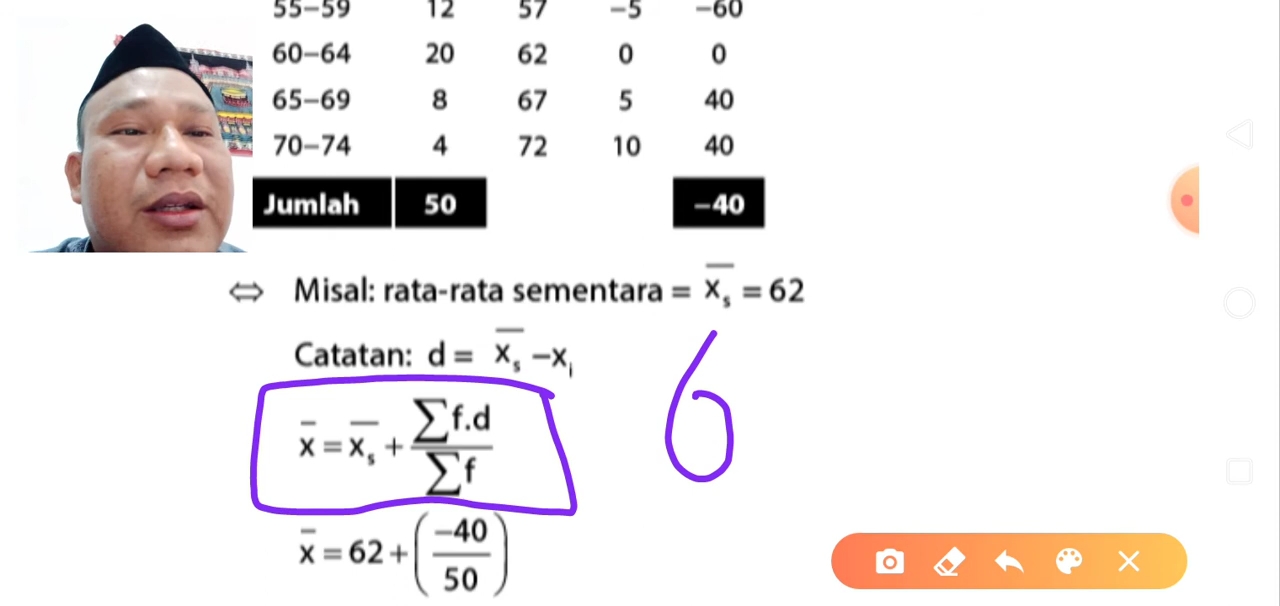 55–59 12 57 –5 –60
60–64 20 62 0 0
65–69 8 67 5 40
70–74 4 72 10 40
Jumlah 50 –40
⇔ Misal: rata-rata sementara = x̅ₛ = 62
Catatan: d = x̅ₛ –xᵢ
x̅ = x̅ₛ + ∑f.d / ∑f
6
x̅ = 62 + (–40 / 50)